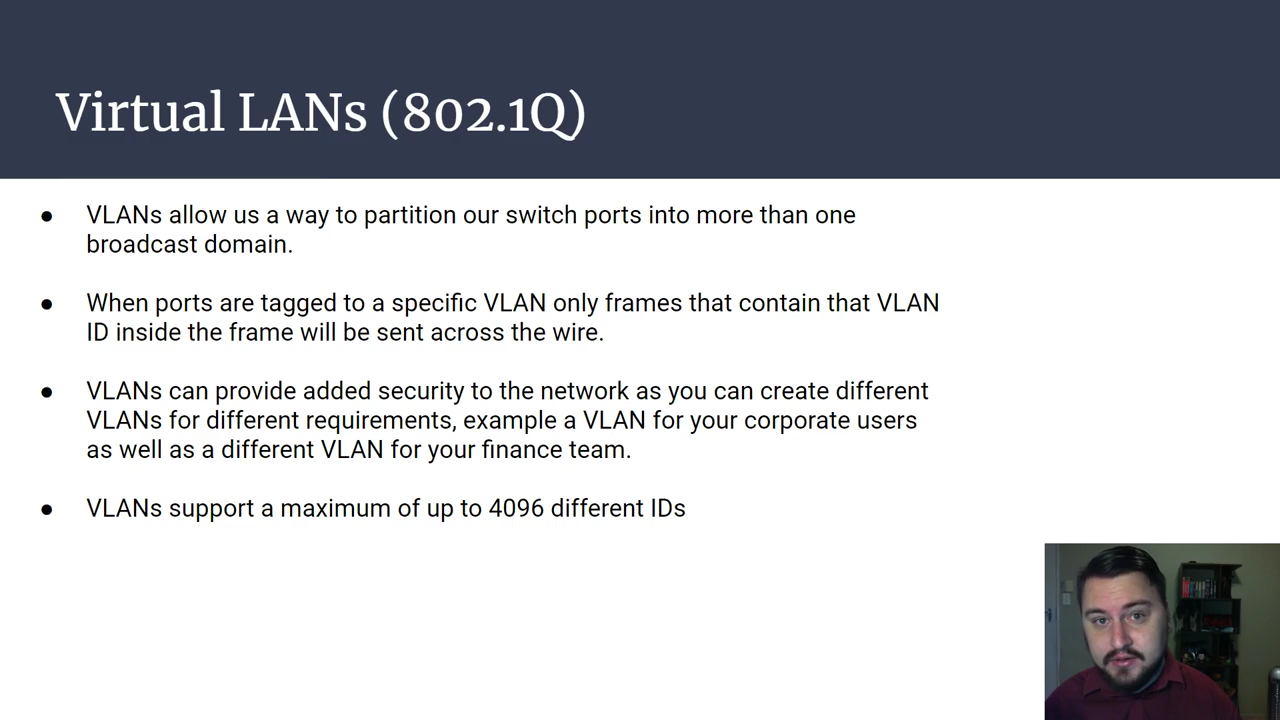 Virtual LANs (802.1Q)
● VLANs allow us a way to partition our switch ports into more than one
broadcast domain.
● When ports are tagged to a specific VLAN only frames that contain that VLAN
ID inside the frame will be sent across the wire.
● VLANs can provide added security to the network as you can create different
VLANs for different requirements, example a VLAN for your corporate users
as well as a different VLAN for your finance team.
● VLANs support a maximum of up to 4096 different IDs